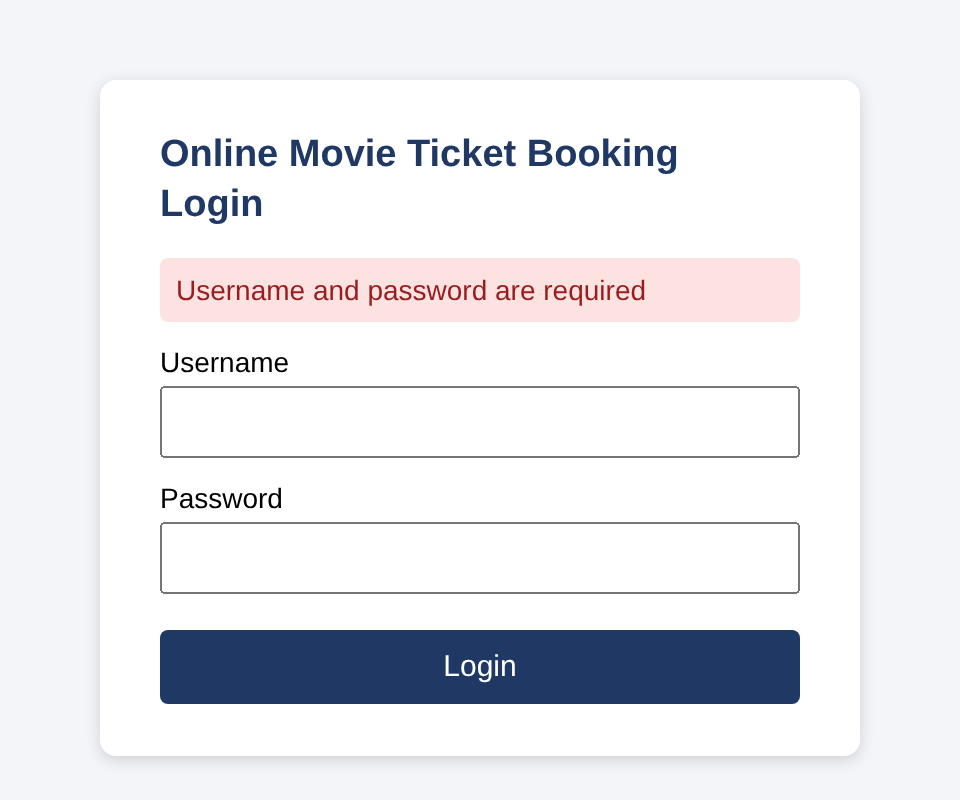 Online Movie Ticket Booking
Login
Username and password are required
Username
Password
Login